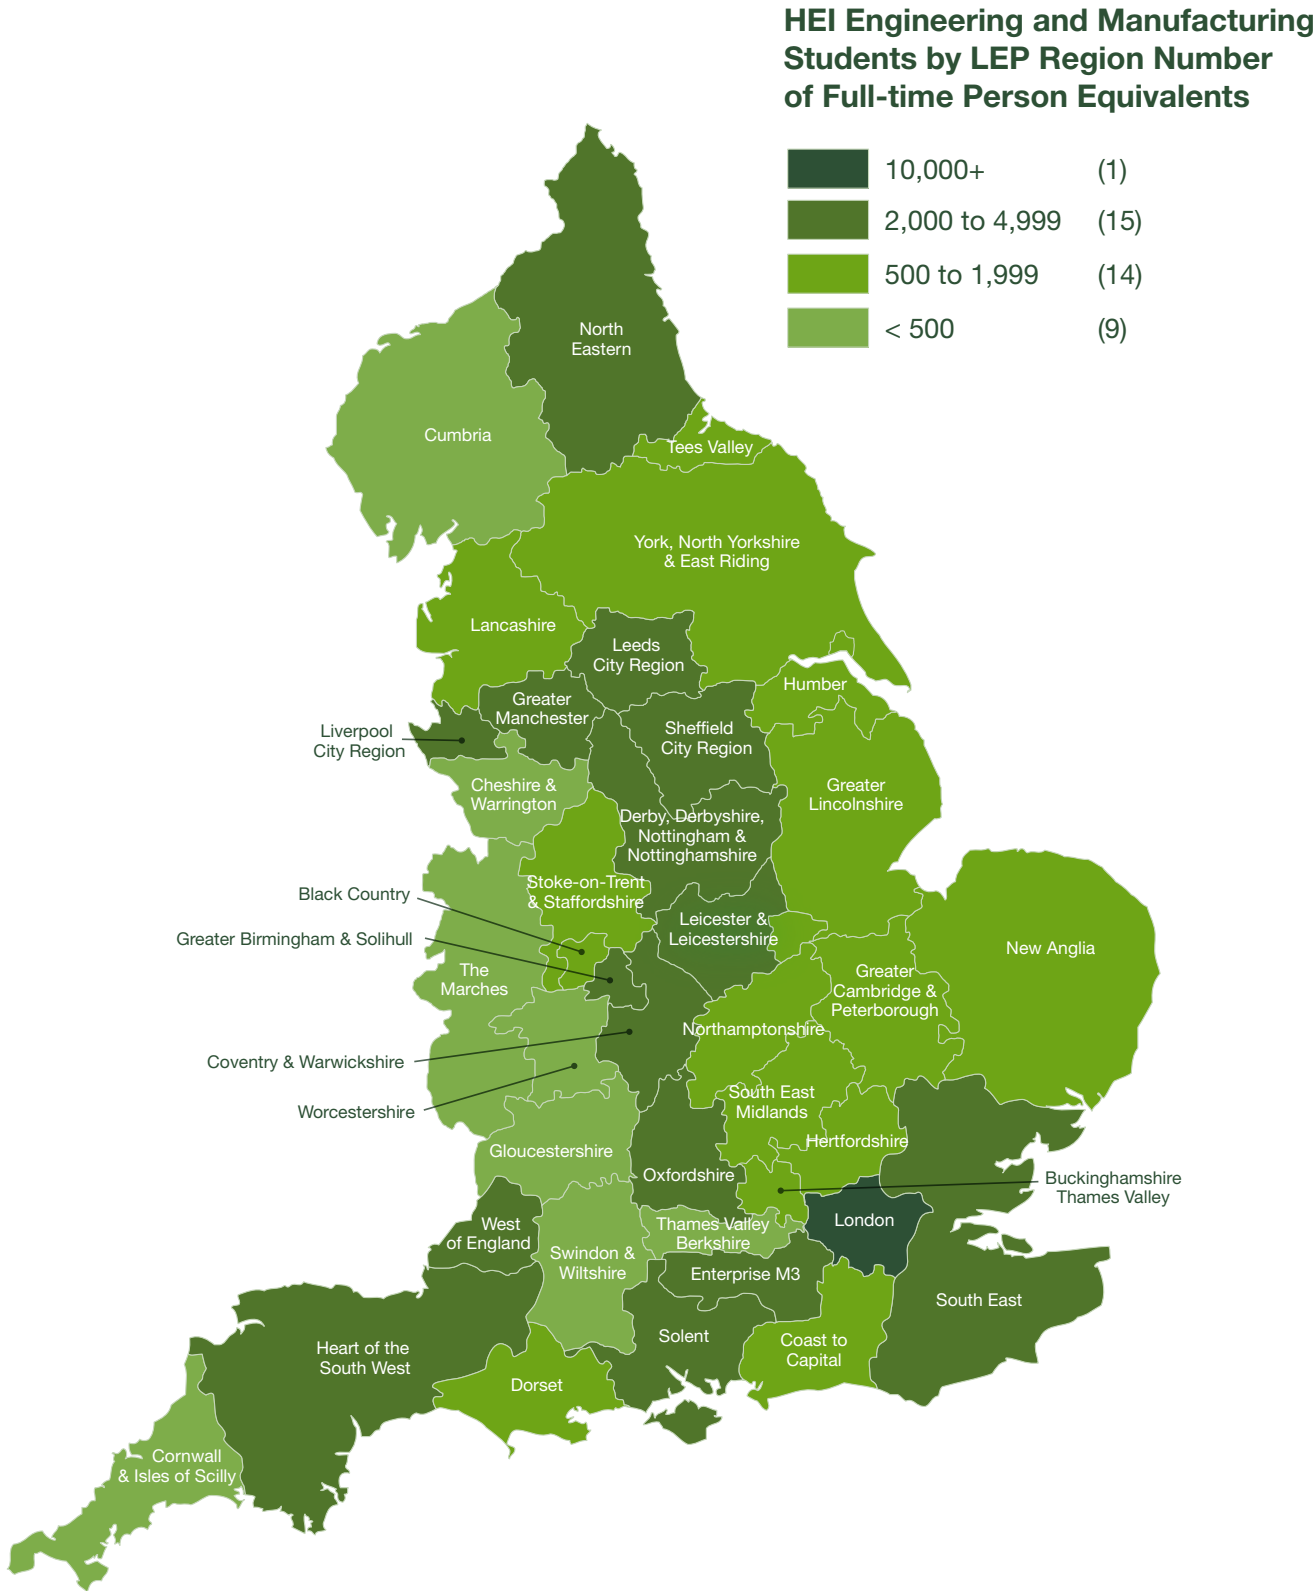 HEI Engineering and Manufacturing
Students by LEP Region Number
of Full-time Person Equivalents
10,000+ (1)
2,000 to 4,999 (15)
500 to 1,999 (14)
< 500 (9)
North
Eastern
Cumbria
Tees Valley
York, North Yorkshire
& East Riding
Lancashire
Leeds
City Region
Humber
Greater
Manchester
Liverpool
City Region
Sheffield
City Region
Cheshire &
Warrington
Greater
Lincolnshire
Derby, Derbyshire,
Nottingham &
Nottinghamshire
Black Country
Stoke-on-Trent
& Staffordshire
Greater Birmingham & Solihull
Leicester &
Leicestershire
New Anglia
The
Marches
Greater
Cambridge &
Peterborough
Northamptonshire
Coventry & Warwickshire
Worcestershire
South East
Midlands
Gloucestershire
Hertfordshire
Oxfordshire
Buckinghamshire
Thames Valley
West
of England
Thames Valley
Berkshire
London
Swindon &
Wiltshire
Enterprise M3
South East
Heart of the
South West
Solent
Coast to
Capital
Dorset
Cornwall
& Isles of Scilly